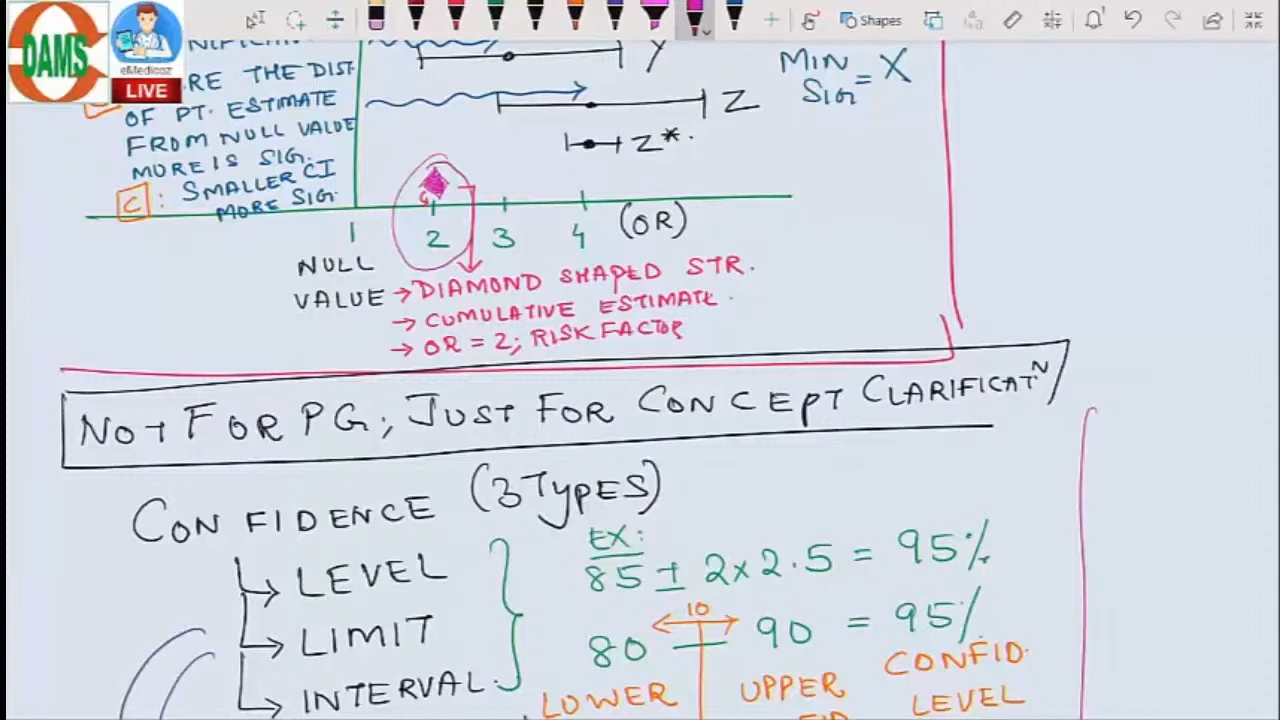 DAMS
eMedicoz
LIVE
Shapes
RE THE DIST.
OF PT. ESTIMATE
FROM NULL VALUE
MORE IS SIG.
C : SMALLER CI
MORE SIG.
Y
Z
Z*.
MIN
SIG = X
1 2 3 4 (OR)
NULL
VALUE
→ DIAMOND SHAPED STR.
→ CUMULATIVE ESTIMATE.
→ OR = 2; RISK FACTOR
NOT FOR PG; JUST FOR CONCEPT CLARIFICATN
CONFIDENCE (3 TYPES)
LEVEL
LIMIT
INTERVAL.
EX:
85 ± 2 x 2.5 = 95%
10
80 — 90 = 95%
CONFID.
LEVEL
LOWER
UPPER